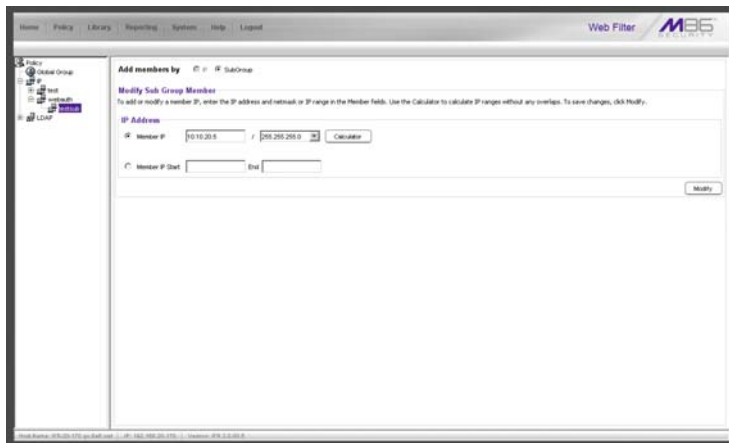 Home Policy Library Reporting System Help Logout
Web Filter
M86
SECURITY
Policy
Global Group
IP
test
webauth
testsub
LDAP
Add members by IP SubGroup
Modify Sub Group Member
To add or modify a member IP, enter the IP address and netmask or IP range in the Member fields. Use the Calculator to calculate IP ranges without any overlaps. To save changes, click Modify.
IP Address
Member IP 10.10.20.5 / 255.255.255.0 Calculator
Member IP Start End
Modify